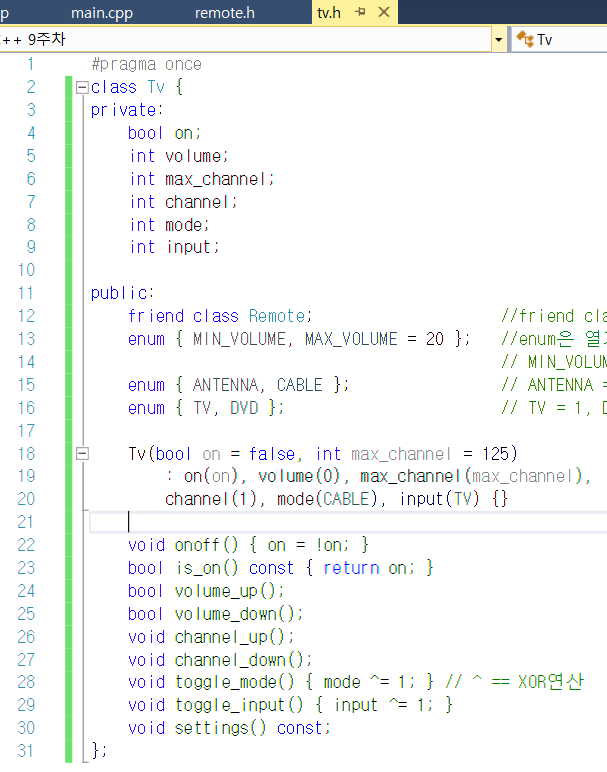 p main.cpp remote.h tv.h
++ 9주차 Tv
1 #pragma once
2 class Tv {
3 private:
4 bool on;
5 int volume;
6 int max_channel;
7 int channel;
8 int mode;
9 int input;
10
11 public:
12 friend class Remote; //friend cla
13 enum { MIN_VOLUME, MAX_VOLUME = 20 }; //enum은 열
14 // MIN_VOLUM
15 enum { ANTENNA, CABLE }; // ANTENNA =
16 enum { TV, DVD }; // TV = 1, D
17
18 Tv(bool on = false, int max_channel = 125)
19 : on(on), volume(0), max_channel(max_channel),
20 channel(1), mode(CABLE), input(TV) {}
21
22 void onoff() { on = !on; }
23 bool is_on() const { return on; }
24 bool volume_up();
25 bool volume_down();
26 void channel_up();
27 void channel_down();
28 void toggle_mode() { mode ^= 1; } // ^ == XOR연산
29 void toggle_input() { input ^= 1; }
30 void settings() const;
31 };